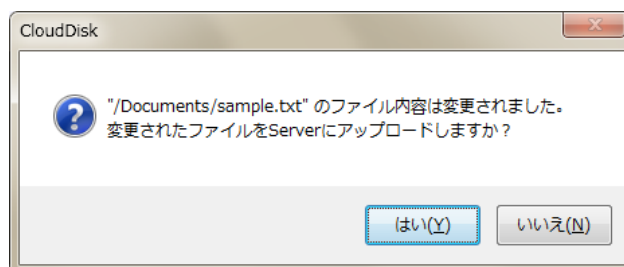 CloudDisk
"/Documents/sample.txt" のファイル内容は変更されました。
変更されたファイルをServerにアップロードしますか？
はい(Y)
いいえ(N)